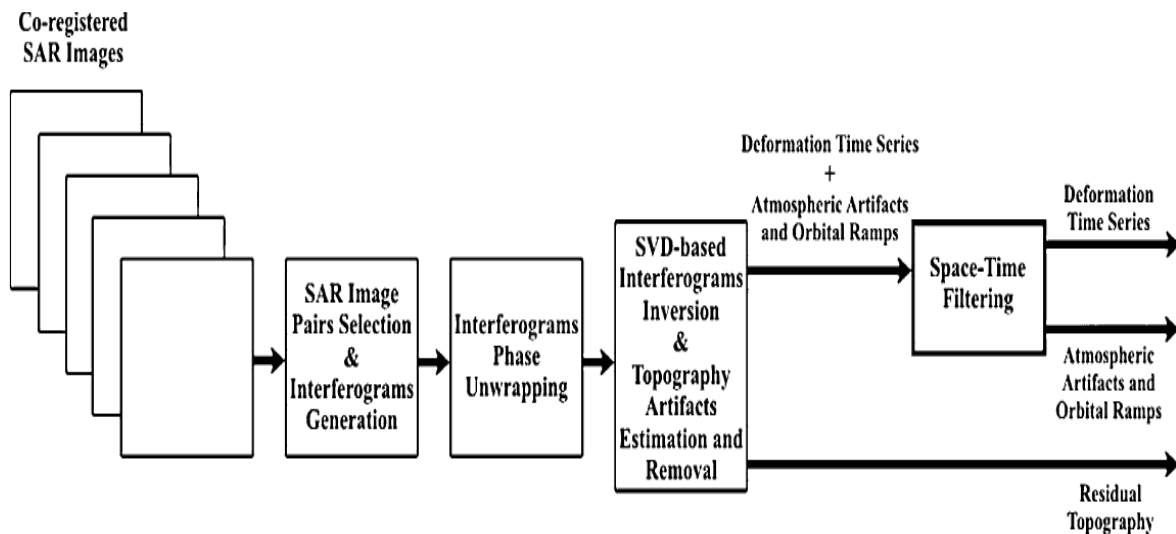 Co-registered
SAR Images
SAR Image
Pairs Selection
&
Interferograms
Generation
Interferograms
Phase
Unwrapping
SVD-based
Interferograms
Inversion
&
Topography
Artifacts
Estimation and
Removal
Deformation Time Series
+
Atmospheric Artifacts
and Orbital Ramps
Space-Time
Filtering
Deformation
Time Series
Atmospheric
Artifacts and
Orbital Ramps
Residual
Topography